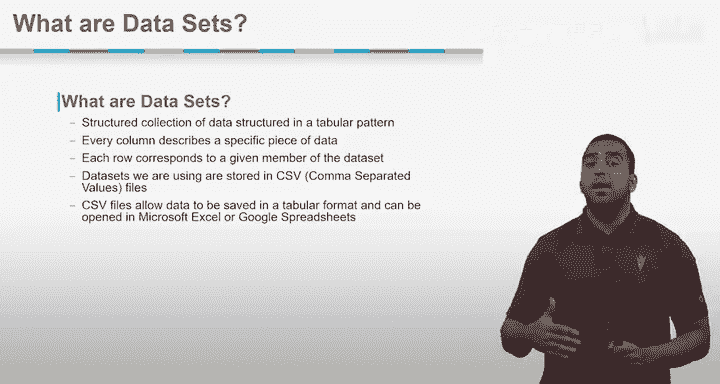 What are Data Sets?
What are Data Sets?
– Structured collection of data structured in a tabular pattern
– Every column describes a specific piece of data
– Each row corresponds to a given member of the dataset
– Datasets we are using are stored in CSV (Comma Separated
Values) files
– CSV files allow data to be saved in a tabular format and can be
opened in Microsoft Excel or Google Spreadsheets